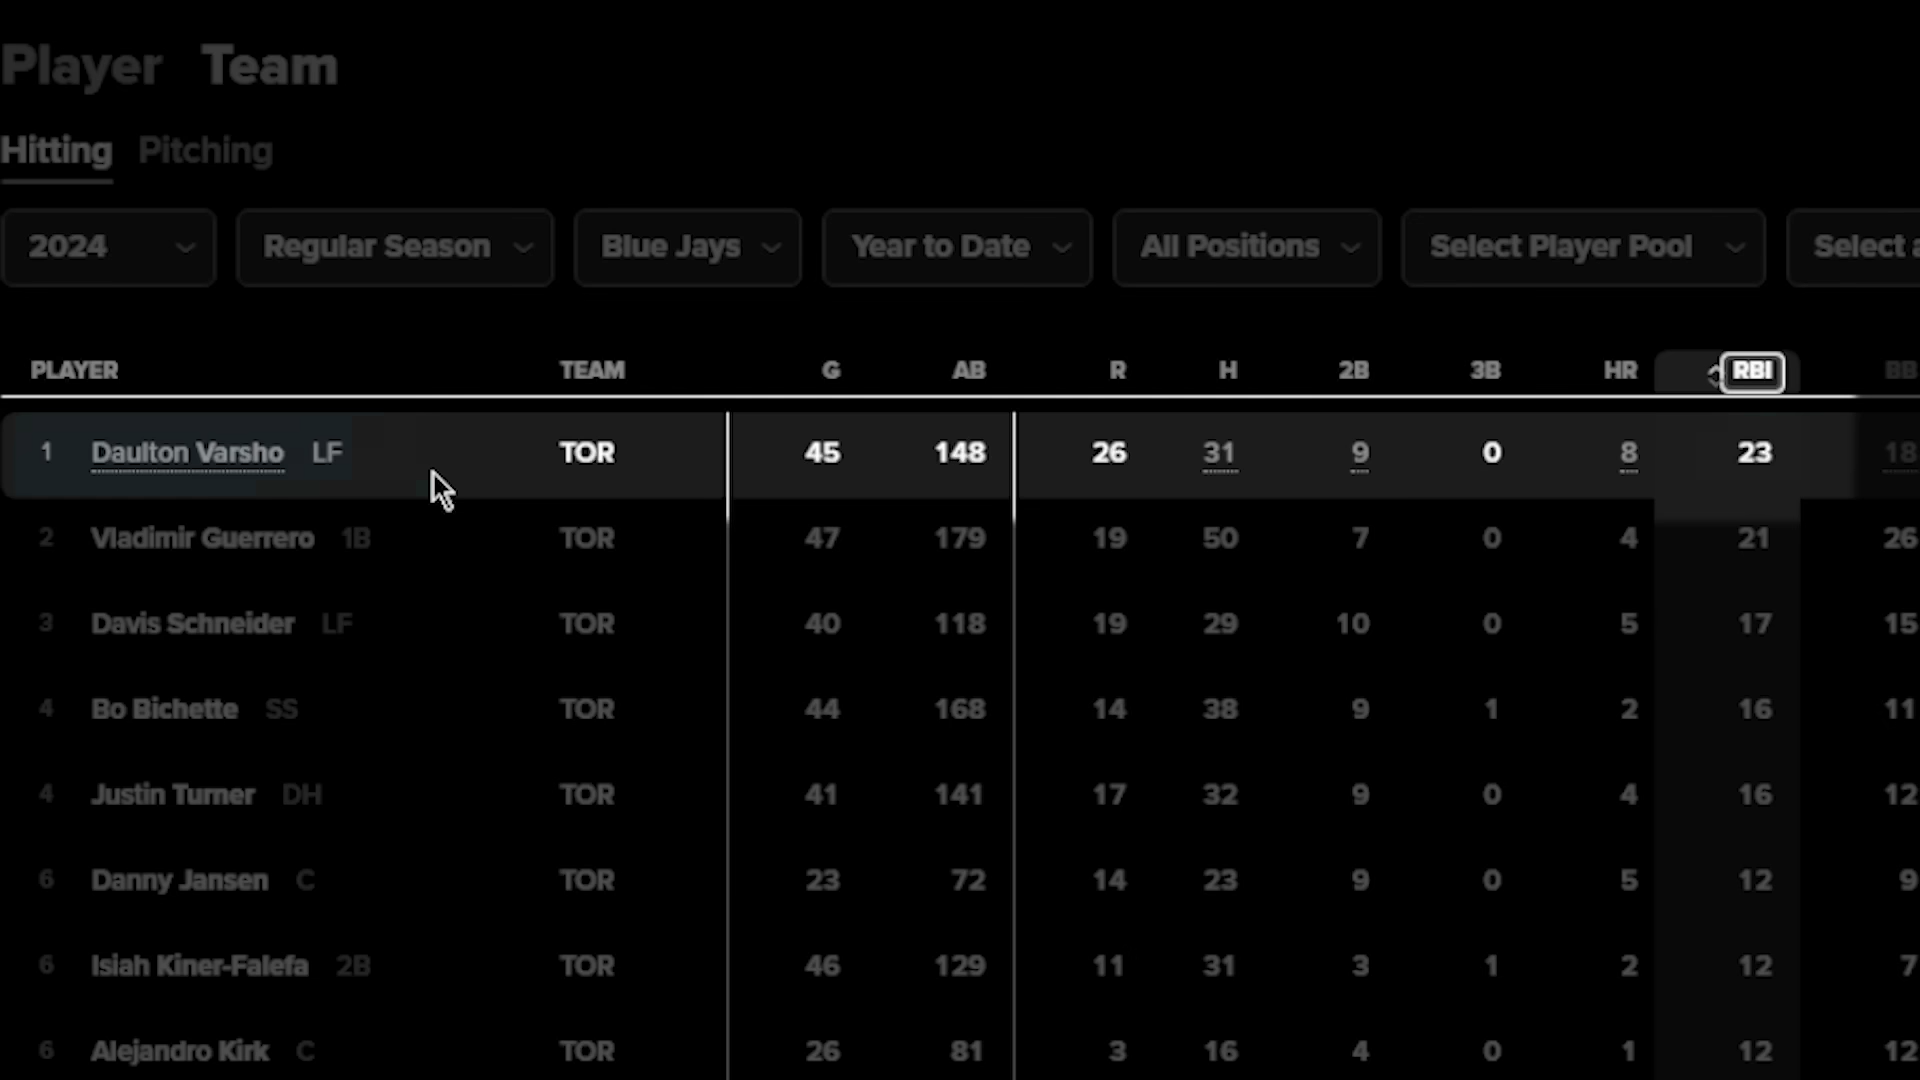 Player Team
Hitting Pitching
2024 Regular Season Blue Jays Year to Date All Positions Select Player Pool Select
PLAYER TEAM G AB R H 2B 3B HR RBI BB
1 Daulton Varsho LF TOR 45 148 26 31 9 0 8 23 18
2 Vladimir Guerrero 1B TOR 47 179 19 50 7 0 4 21 26
3 Davis Schneider LF TOR 40 118 19 29 10 0 5 17 15
4 Bo Bichette SS TOR 44 168 14 38 9 1 2 16 11
4 Justin Turner DH TOR 41 141 17 32 9 0 4 16 12
6 Danny Jansen C TOR 23 72 14 23 9 0 5 12 9
6 Isiah Kiner-Falefa 2B TOR 46 129 11 31 3 1 2 12 7
6 Alejandro Kirk C TOR 26 81 3 16 4 0 1 12 12